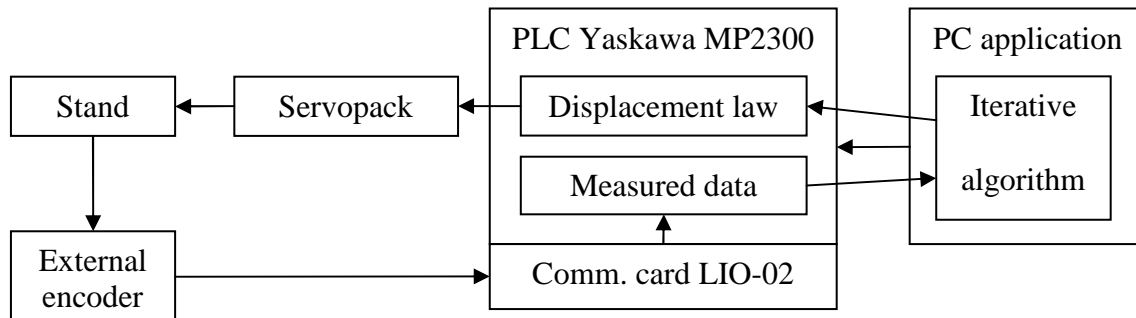 PLC Yaskawa MP2300
PC application
Stand
Servopack
Displacement law
Iterative
algorithm
Measured data
External
encoder
Comm. card LIO-02